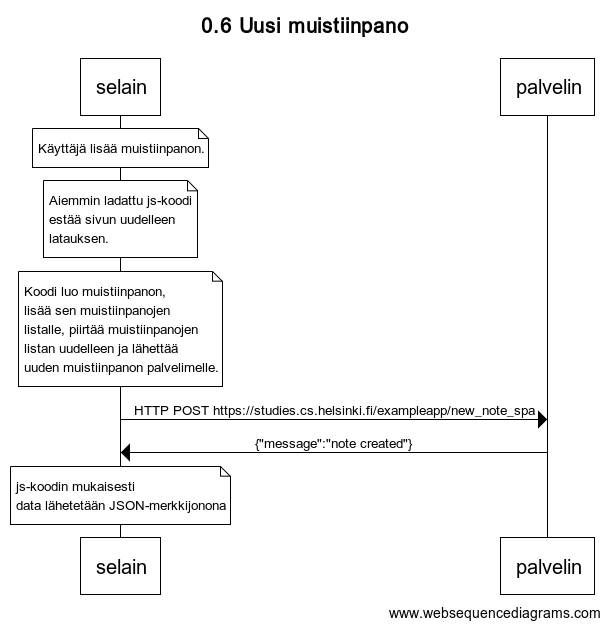 0.6 Uusi muistiinpano
selain
palvelin
Käyttäjä lisää muistiinpanon.
Aiemmin ladattu js-koodi
estää sivun uudelleen
latauksen.
Koodi luo muistiinpanon,
lisää sen muistiinpanojen
listalle, piirtää muistiinpanojen
listan uudelleen ja lähettää
uuden muistiinpanon palvelimelle.
HTTP POST https://studies.cs.helsinki.fi/exampleapp/new_note_spa
{"message":"note created"}
js-koodin mukaisesti
data lähetetään JSON-merkkijonona
selain
palvelin
www.websequencediagrams.com